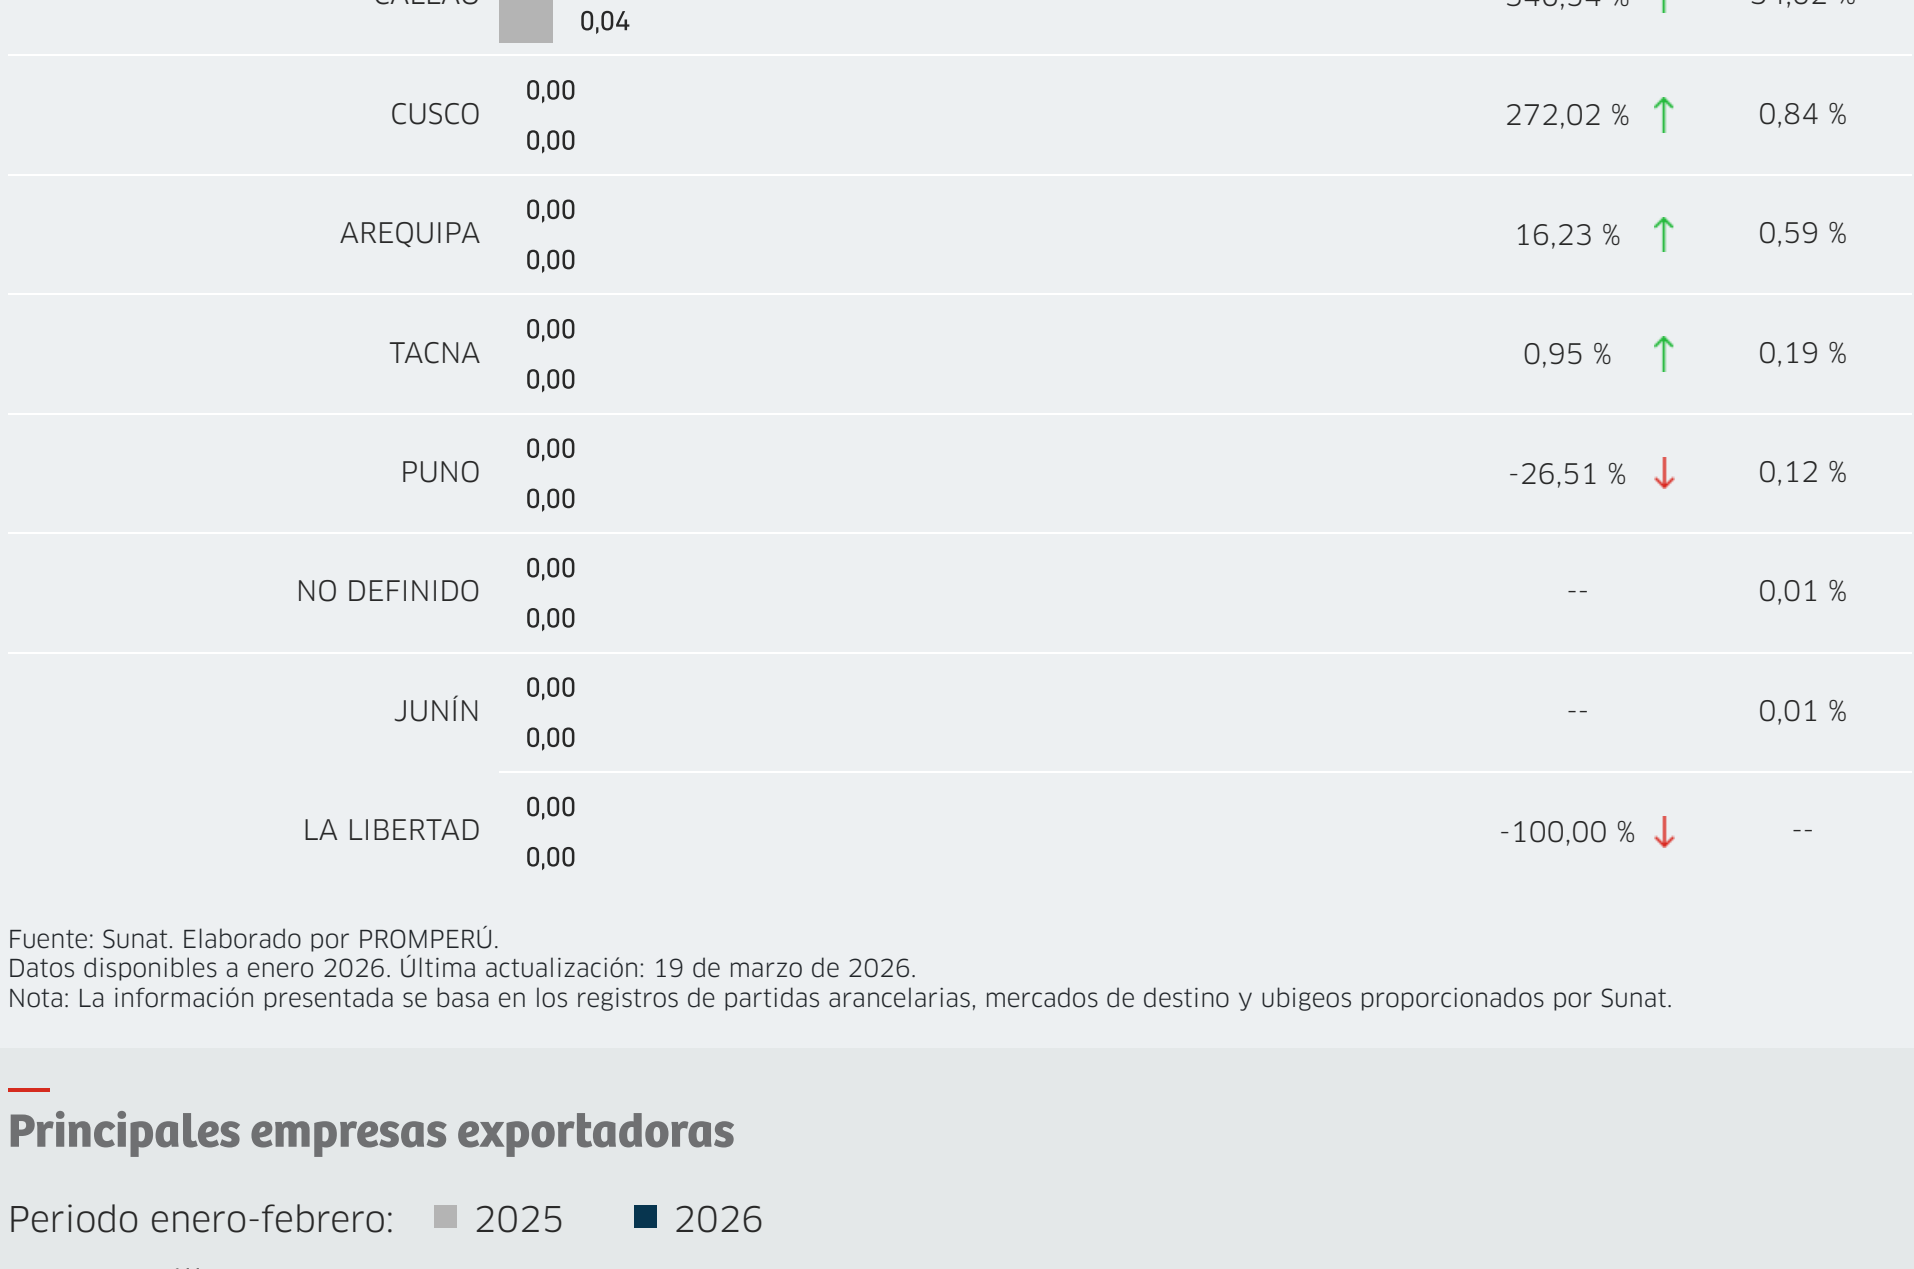 0,04
0,00
CUSCO 272,02 % 0,84 %
0,00
0,00
AREQUIPA 16,23 % 0,59 %
0,00
0,00
TACNA 0,95 % 0,19 %
0,00
0,00
PUNO -26,51 % 0,12 %
0,00
0,00
NO DEFINIDO -- 0,01 %
0,00
0,00
JUNÍN -- 0,01 %
0,00
0,00
LA LIBERTAD -100,00 % --
0,00
Fuente: Sunat. Elaborado por PROMPERÚ.
Datos disponibles a enero 2026. Última actualización: 19 de marzo de 2026.
Nota: La información presentada se basa en los registros de partidas arancelarias, mercados de destino y ubigeos proporcionados por Sunat.
Principales empresas exportadoras
Periodo enero-febrero: 2025 2026